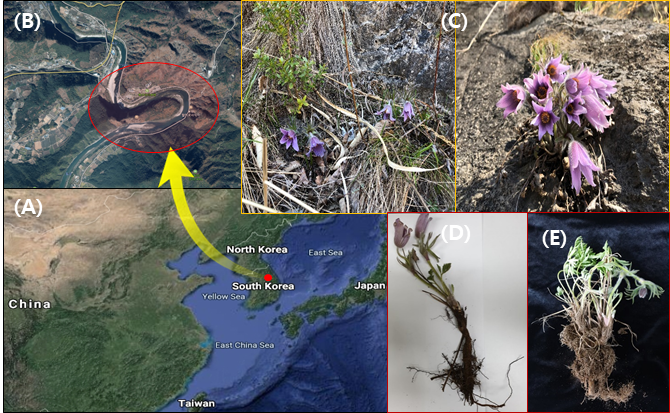 (B)
(C)
(A)
North Korea
East Sea
South Korea
Japan
China
Yellow Sea
East China Sea
Taiwan
(D)
(E)